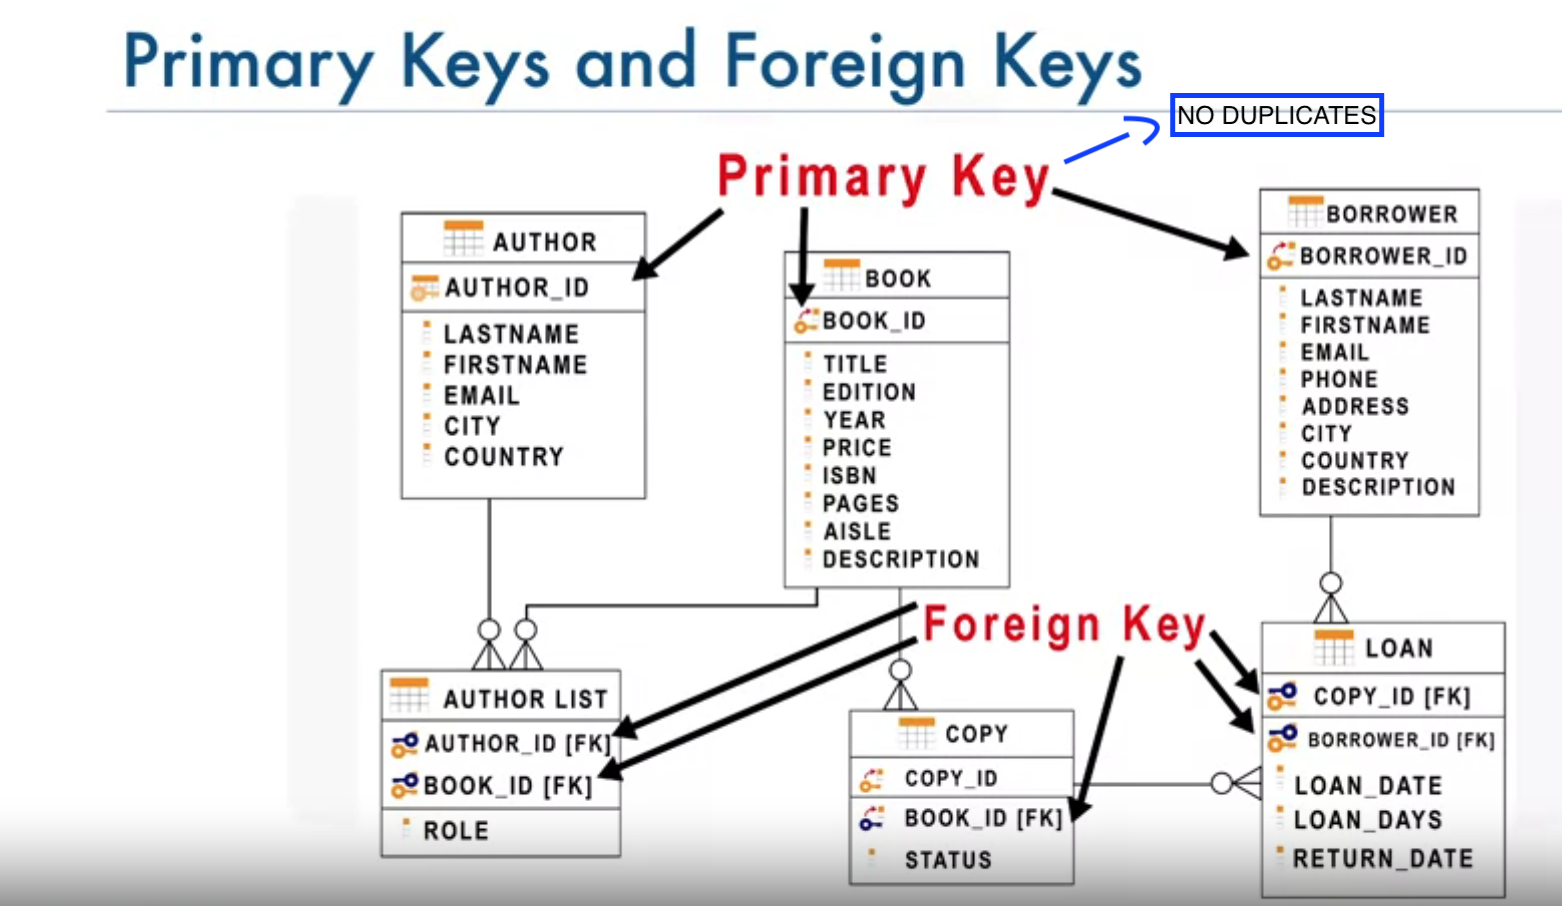 Primary Keys and Foreign Keys
NO DUPLICATES
Primary Key
AUTHOR
AUTHOR_ID
LASTNAME
FIRSTNAME
EMAIL
CITY
COUNTRY
BOOK
BOOK_ID
TITLE
EDITION
YEAR
PRICE
ISBN
PAGES
AISLE
DESCRIPTION
BORROWER
BORROWER_ID
LASTNAME
FIRSTNAME
EMAIL
PHONE
ADDRESS
CITY
COUNTRY
DESCRIPTION
Foreign Key
AUTHOR LIST
AUTHOR_ID [FK]
BOOK_ID [FK]
ROLE
COPY
COPY_ID
BOOK_ID [FK]
STATUS
LOAN
COPY_ID [FK]
BORROWER_ID [FK]
LOAN_DATE
LOAN_DAYS
RETURN_DATE